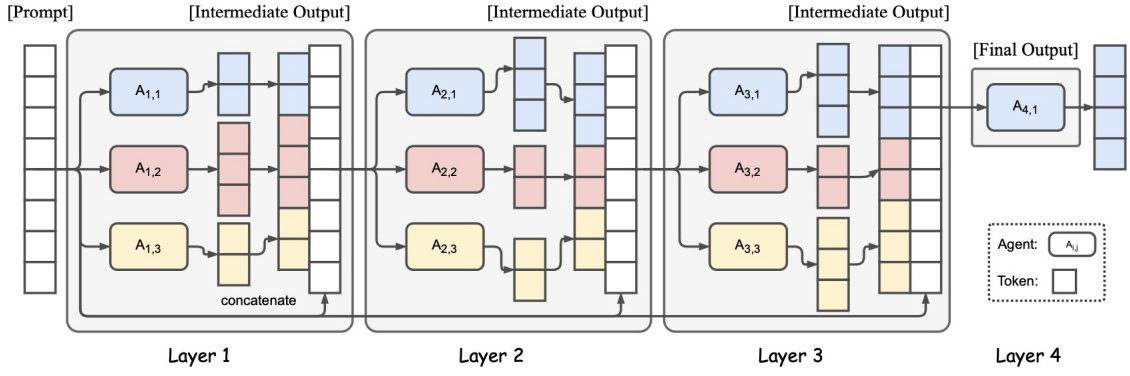 [Prompt]
[Intermediate Output]
[Intermediate Output]
[Intermediate Output]
[Final Output]
A1,1
A1,2
A1,3
concatenate
A2,1
A2,2
A2,3
A3,1
A3,2
A3,3
A4,1
Agent:
Ai,j
Token:
Layer 1
Layer 2
Layer 3
Layer 4